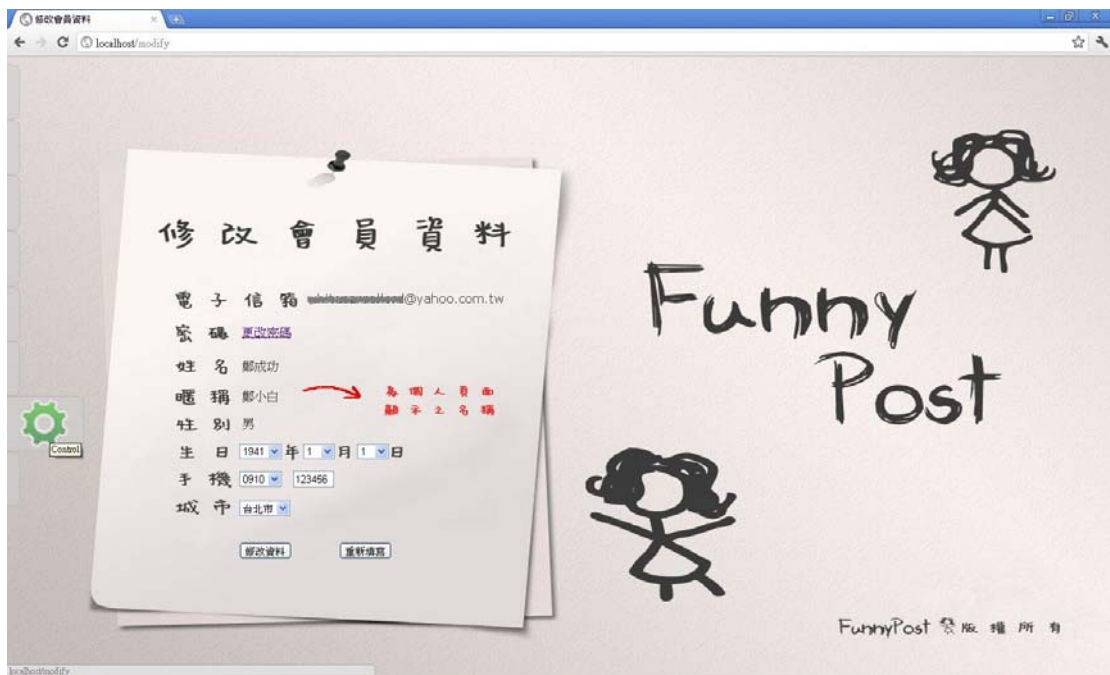 修改會員資料
localhost/modify
修改會員資料
電子信箱 @yahoo.com.tw
密碼 更改密碼
姓名 鄭成功
暱稱 鄭小白
為個人頁面
顯示之名稱
性別 男
生日 1941 年 1 月 1 日
手機 0910 123456
城市 台北市
修改資料 重新填寫
Control
Funny
Post
FunnyPost 版權所有
localhost/modify